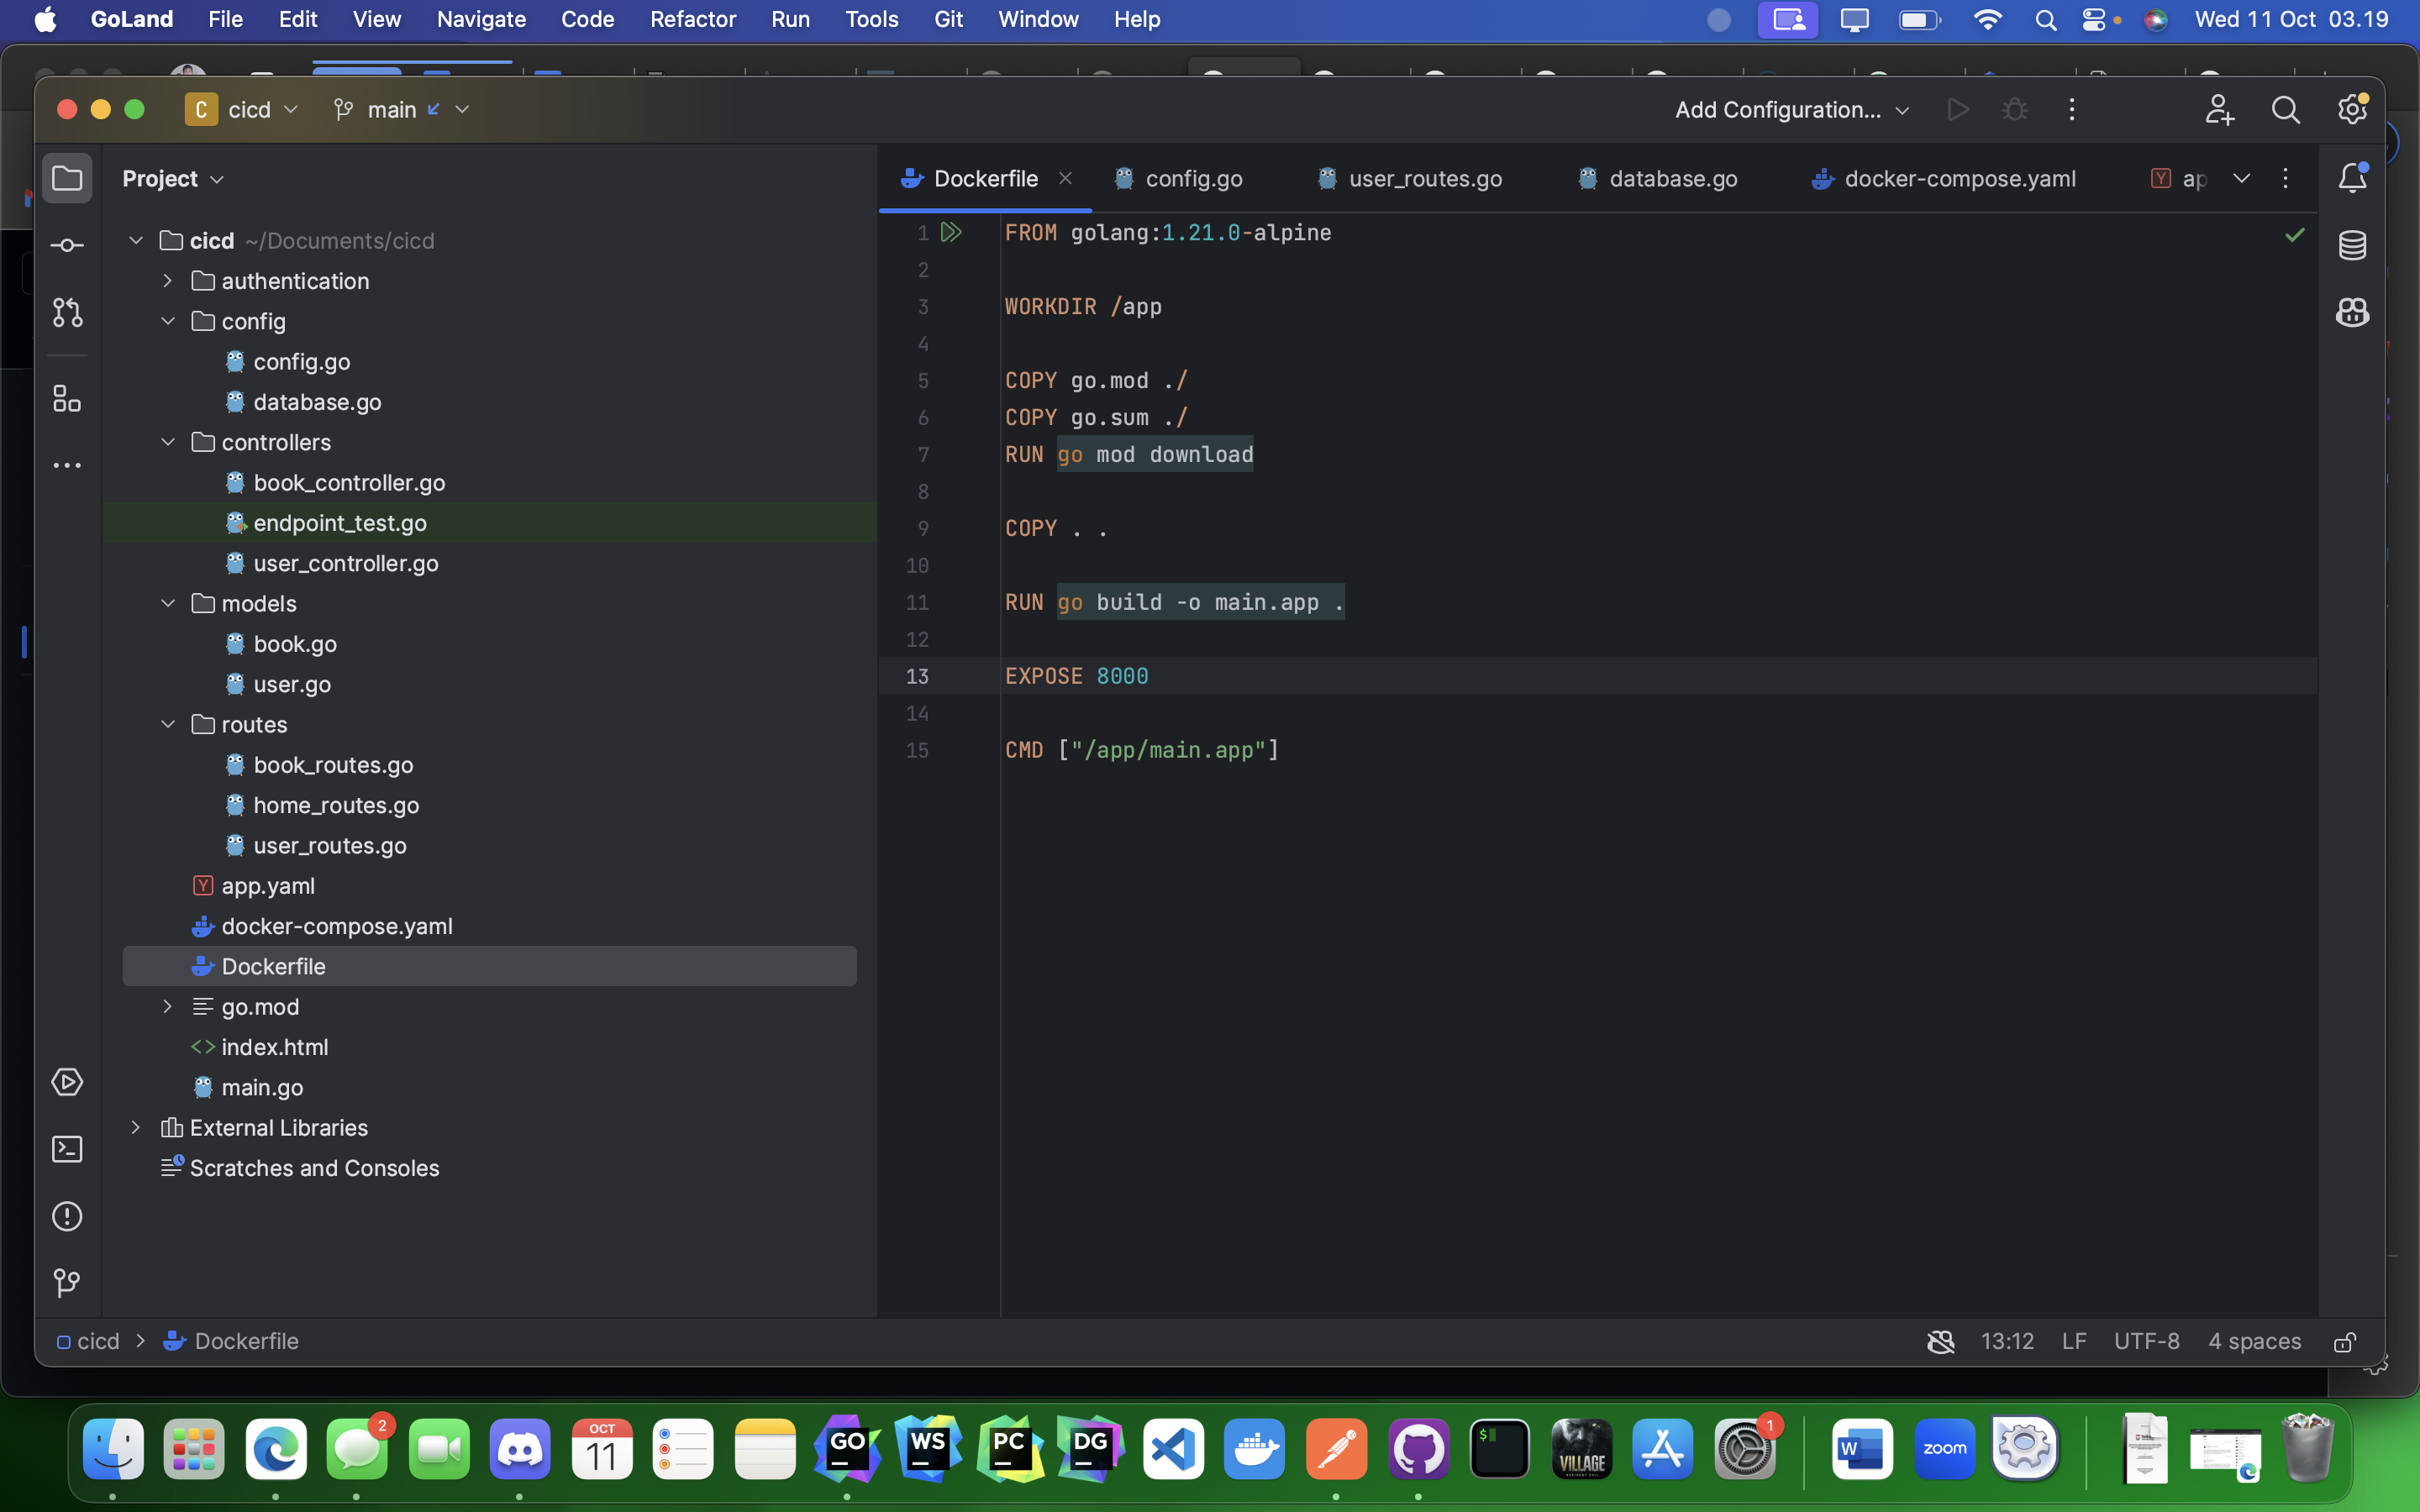 GoLand File Edit View Navigate Code Refactor Run Tools Git Window Help Wed 11 Oct 03.19
C cicd main Add Configuration...
Project
cicd ~/Documents/cicd
authentication
config
config.go
database.go
controllers
book_controller.go
endpoint_test.go
user_controller.go
models
book.go
user.go
routes
book_routes.go
home_routes.go
user_routes.go
Y app.yaml
docker-compose.yaml
Dockerfile
go.mod
index.html
main.go
External Libraries
Scratches and Consoles
Dockerfile config.go user_routes.go database.go docker-compose.yaml Y ap
1 FROM golang:1.21.0-alpine
2
3 WORKDIR /app
4
5 COPY go.mod ./
6 COPY go.sum ./
7 RUN go mod download
8
9 COPY . .
10
11 RUN go build -o main.app .
12
13 EXPOSE 8000
14
15 CMD ["/app/main.app"]
cicd > Dockerfile 13:12 LF UTF-8 4 spaces
2 OCT 11 GO WS PC DG $ VILLAGE 1 W zoom